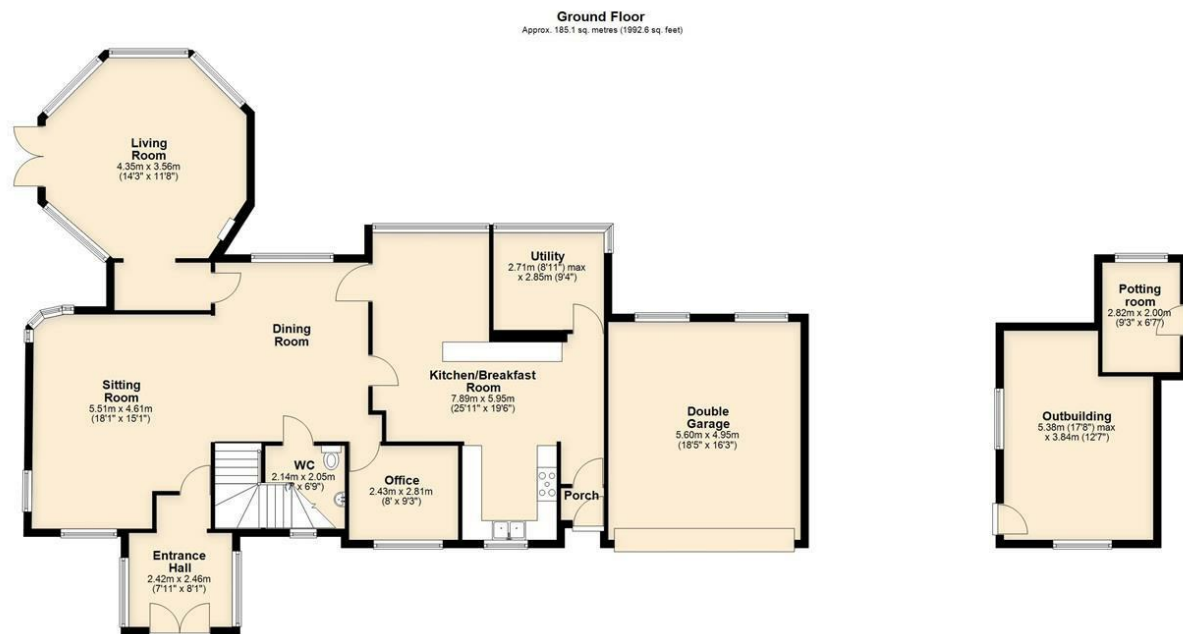 Ground Floor
Approx. 185.1 sq. metres (1992.6 sq. feet)
Living
Room
4.35m x 3.56m
(14'3" x 11'8")
Utility
2.71m (8'11") max
x 2.85m (9'4")
Potting
room
2.82m x 2.00m
(9'3" x 6'7")
Dining
Room
Sitting
Room
5.51m x 4.61m
(18'1" x 15'1")
Kitchen/Breakfast
Room
7.89m x 5.95m
(25'11" x 19'6")
Double
Garage
5.60m x 4.95m
(18'5" x 16'3")
Outbuilding
5.38m (17'8") max
x 3.84m (12'7")
WC
2.14m x 2.05m
x 6'9")
Office
2.43m x 2.81m
(8' x 9'3")
Porch
Entrance
Hall
2.42m x 2.46m
(7'11" x 8'1")